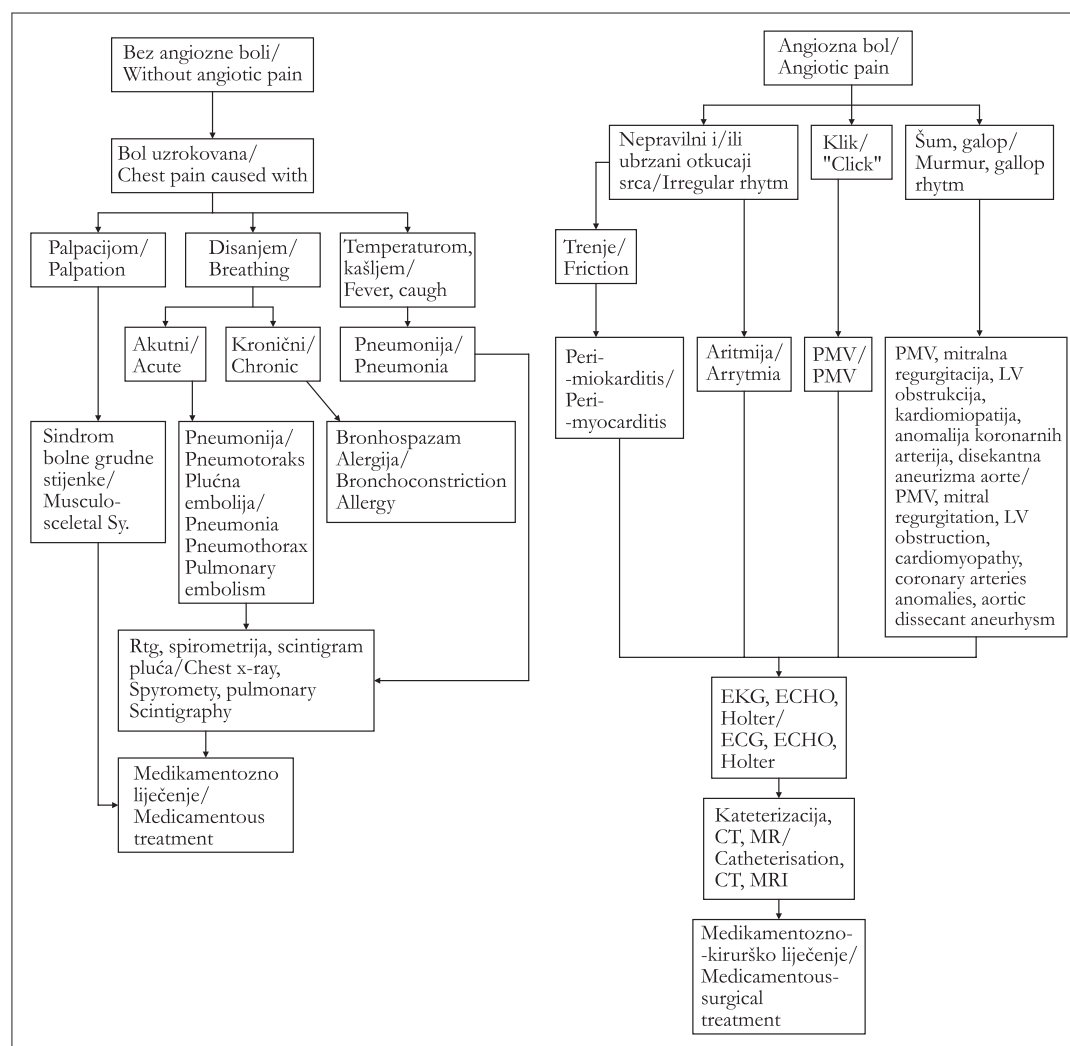 Bez angiozne boli/
Without angiotic pain
Bol uzrokovana/
Chest pain caused with
Palpacijom/
Palpation
Disanjem/
Breathing
Temperaturom,
kašljem/
Fever, caugh
Akutni/
Acute
Kronični/
Chronic
Pneumonija/
Pneumonia
Sindrom
bolne grudne
stijenke/
Musculo-
sceletal Sy.
Pneumonija/
Pneumotoraks
Plućna
embolija/
Pneumonia
Pneumothorax
Pulmonary
embolism
Bronhospazam
Alergija/
Bronchoconstriction
Allergy
Rtg, spirometrija, scintigram
pluća/Chest x-ray,
Spyromety, pulmonary
Scintigraphy
Medikamentozno
liječenje/
Medicamentous
treatment
Angiozna bol/
Angiotic pain
Nepravilni i/ili
ubrzani otkucaji
srca/Irregular rhytm
Klik/
"Click"
Šum, galop/
Murmur, gallop
rhytm
Trenje/
Friction
Peri-
-miokarditis/
Peri-
-myocarditis
Aritmija/
Arrytmia
PMV/
PMV
PMV, mitralna
regurgitacija, LV
obstrukcija,
kardiomiopatija,
anomalija koronarnih
arterija, disekantna
aneurizma aorte/
PMV, mitral
regurgitation, LV
obstruction,
cardiomyopathy,
coronary arteries
anomalies, aortic
dissecant aneurhysm
EKG, ECHO,
Holter/
ECG, ECHO,
Holter
Kateterizacija,
CT, MR/
Catheterisation,
CT, MRI
Medikamentozno-
-kirurško liječenje/
Medicamentous-
surgical
treatment